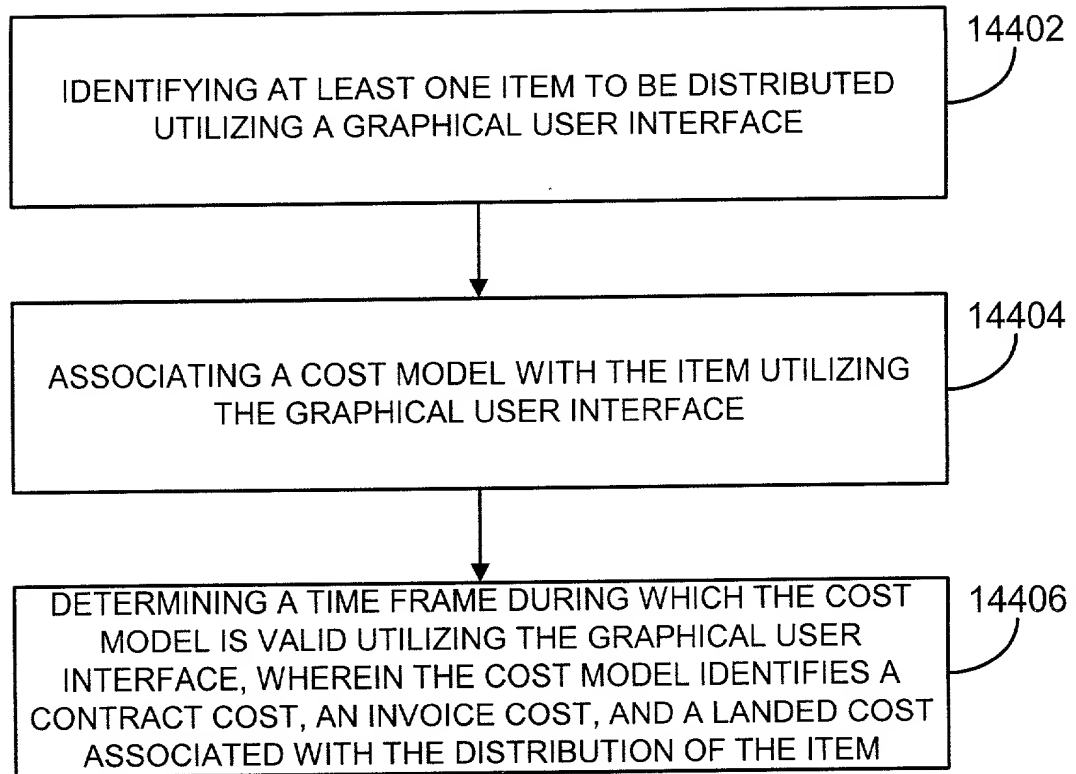 14402
IDENTIFYING AT LEAST ONE ITEM TO BE DISTRIBUTED
UTILIZING A GRAPHICAL USER INTERFACE
14404
ASSOCIATING A COST MODEL WITH THE ITEM UTILIZING
THE GRAPHICAL USER INTERFACE
14406
DETERMINING A TIME FRAME DURING WHICH THE COST
MODEL IS VALID UTILIZING THE GRAPHICAL USER
INTERFACE, WHEREIN THE COST MODEL IDENTIFIES A
CONTRACT COST, AN INVOICE COST, AND A LANDED COST
ASSOCIATED WITH THE DISTRIBUTION OF THE ITEM